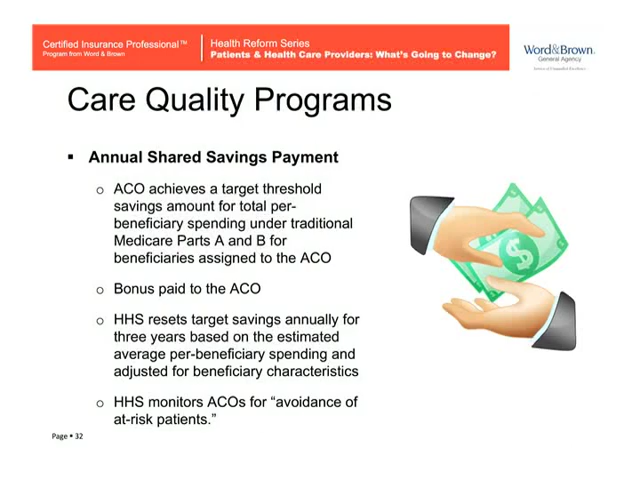 Certified Insurance Professional™
Program from Word & Brown
Health Reform Series
Patients & Health Care Providers: What's Going to Change?
Word&Brown.
General Agency
Care Quality Programs
▪ Annual Shared Savings Payment
o ACO achieves a target threshold
savings amount for total per-
beneficiary spending under traditional
Medicare Parts A and B for
beneficiaries assigned to the ACO
o Bonus paid to the ACO
o HHS resets target savings annually for
three years based on the estimated
average per-beneficiary spending and
adjusted for beneficiary characteristics
o HHS monitors ACOs for “avoidance of
at-risk patients.”
$
Page ▪ 32